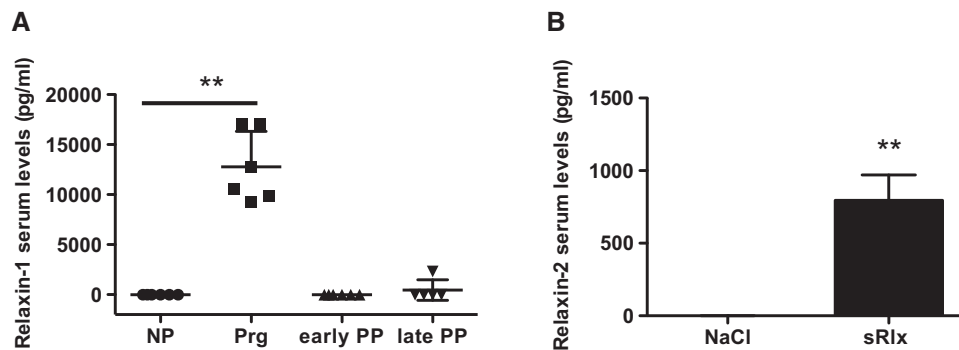 A
Relaxin-1 serum levels (pg/ml)
20000
15000
10000
5000
0
**
NP
Prg
early PP
late PP
B
Relaxin-2 serum levels (pg/ml)
1500
1000
500
0
**
NaCl
sRlx